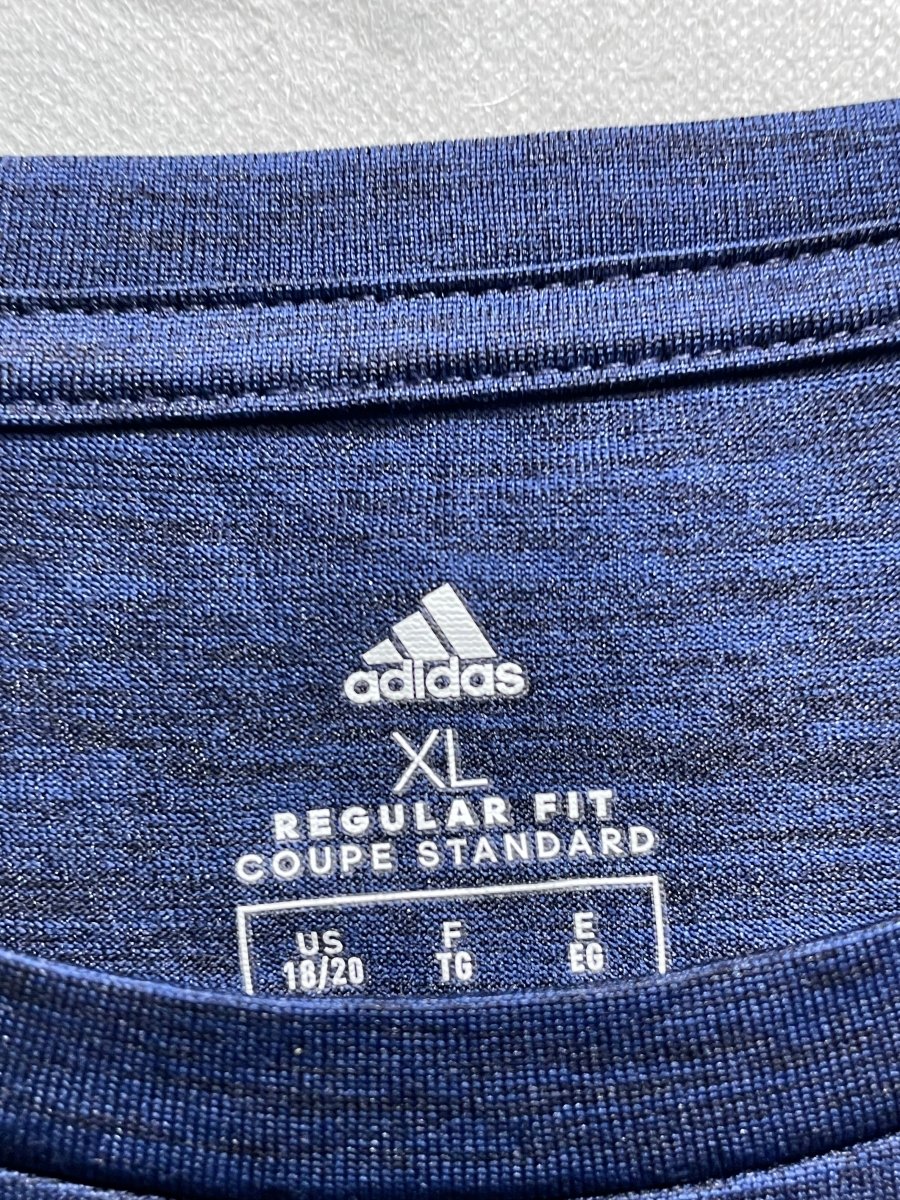 adidas
XL
REGULAR FIT
COUPE STANDARD
US F E
18/20 TG EG